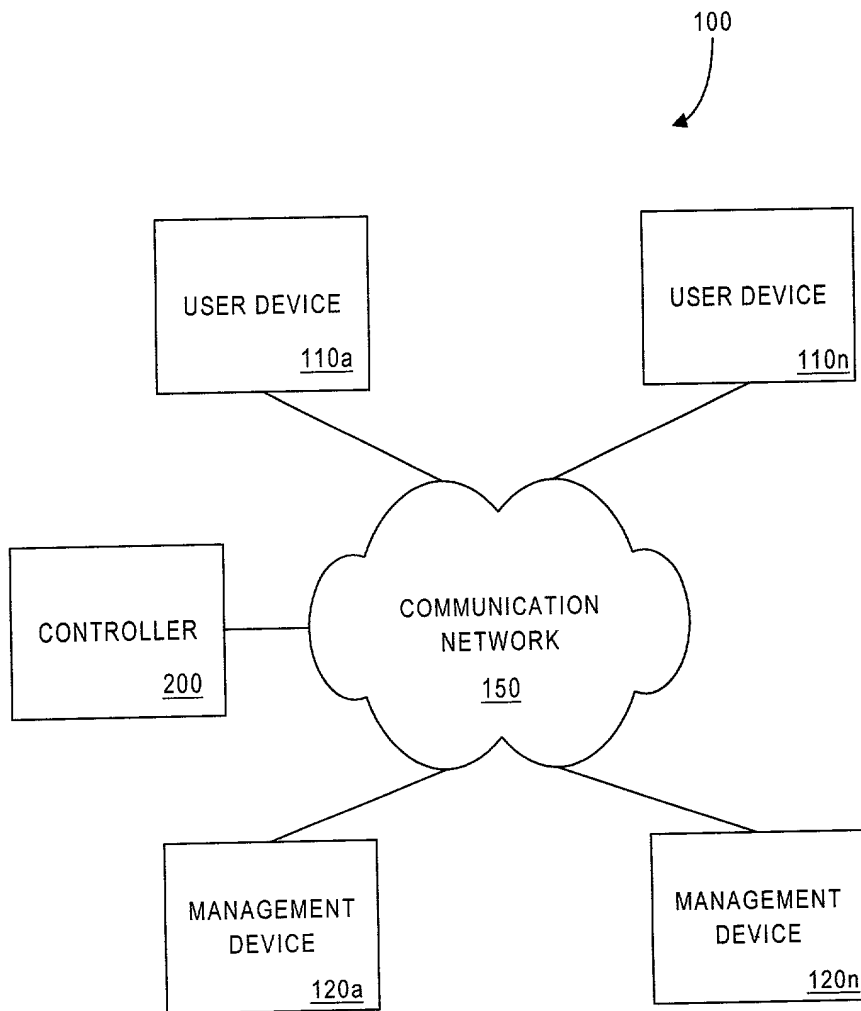 100
USER DEVICE
110a
USER DEVICE
110n
CONTROLLER
200
COMMUNICATION
NETWORK
150
MANAGEMENT
DEVICE
120a
MANAGEMENT
DEVICE
120n